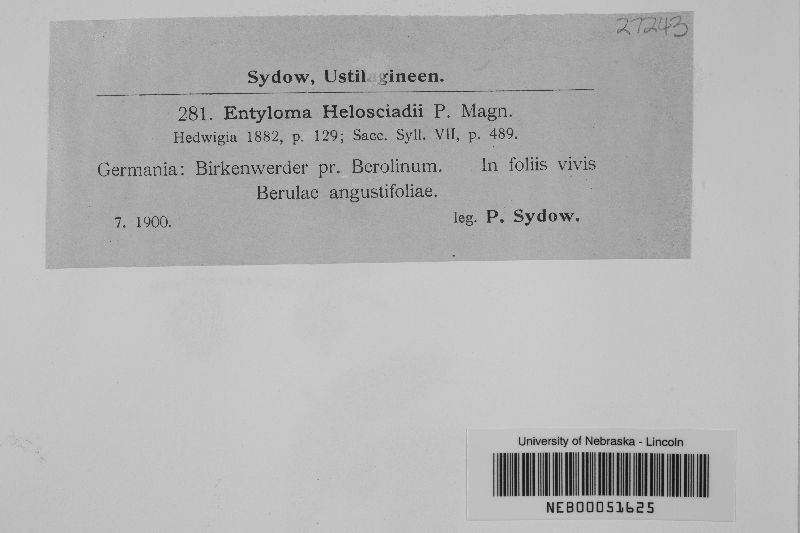 27243
Sydow, Ustilagineen.
281. Entyloma Helosciadii P. Magn.
Hedwigia 1882, p. 129; Sacc. Syll. VII, p. 489.
Germania: Birkenwerder pr. Berolinum. In foliis vivis
Berulae angustifoliae.
7. 1900. leg. P. Sydow.
University of Nebraska - Lincoln
NEB00051625